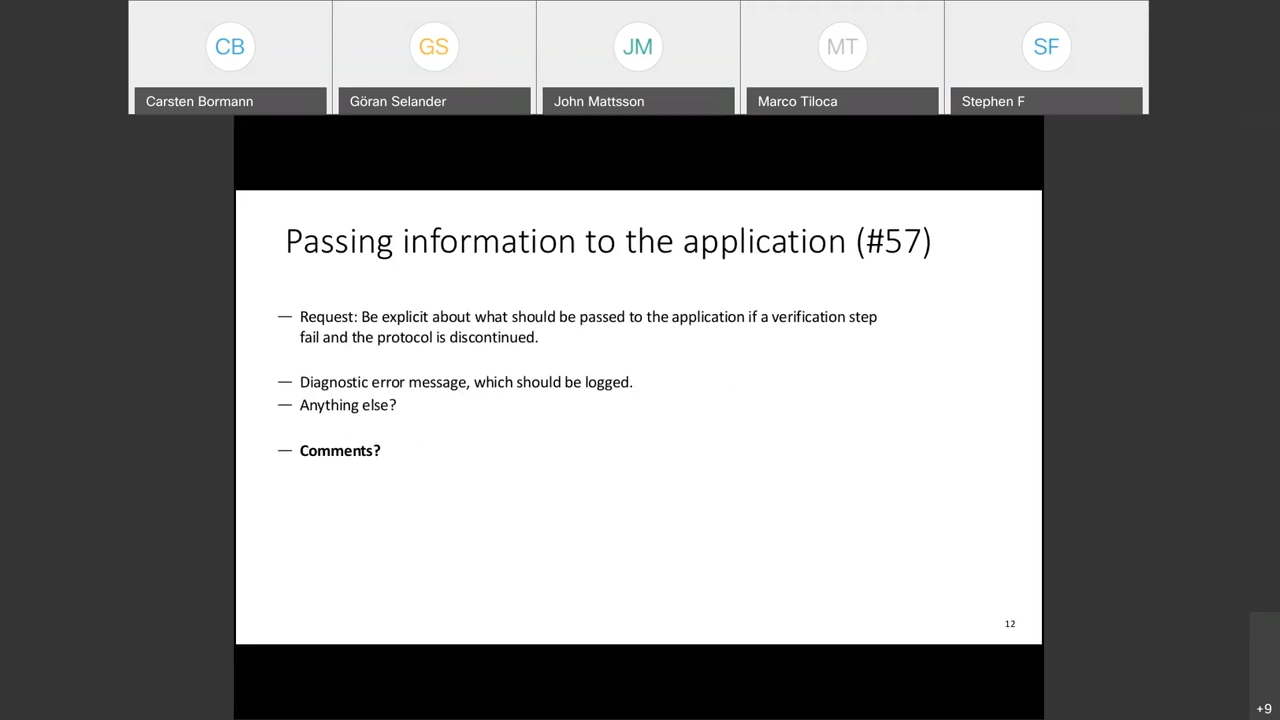 CB
GS
JM
MT
SF
Carsten Bormann
Göran Selander
John Mattsson
Marco Tiloca
Stephen F
Passing information to the application (#57)
— Request: Be explicit about what should be passed to the application if a verification step
fail and the protocol is discontinued.
— Diagnostic error message, which should be logged.
— Anything else?
— Comments?
12
+9